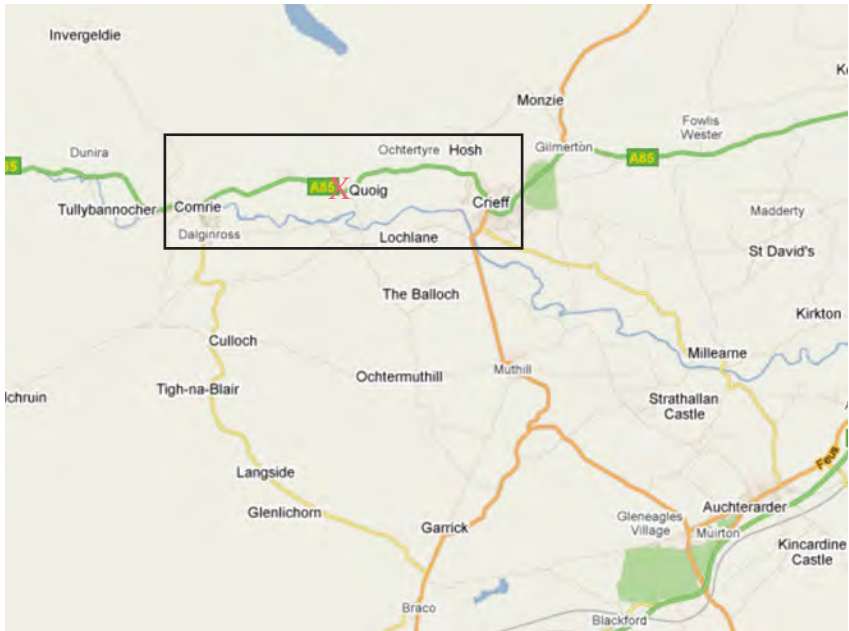 Invergeldie
Monzie
Ke
Fowlis
Wester
Dunira
Ochtertyre
Hosh
Gilmerton
A85
85
A85
X
Quoig
Tullybannocher
Comrie
Crieff
Madderty
Dalginross
Lochlane
St David's
The Balloch
Kirkton
Culloch
Millearne
Muthill
Ochtermuthill
Tigh-na-Blair
lchruin
Strathallan
Castle
A
Feus
Langside
Auchterarder
Glenlichorn
Gleneagles
Village
Garrick
Muirton
Kincardine
Castle
Braco
Blackford